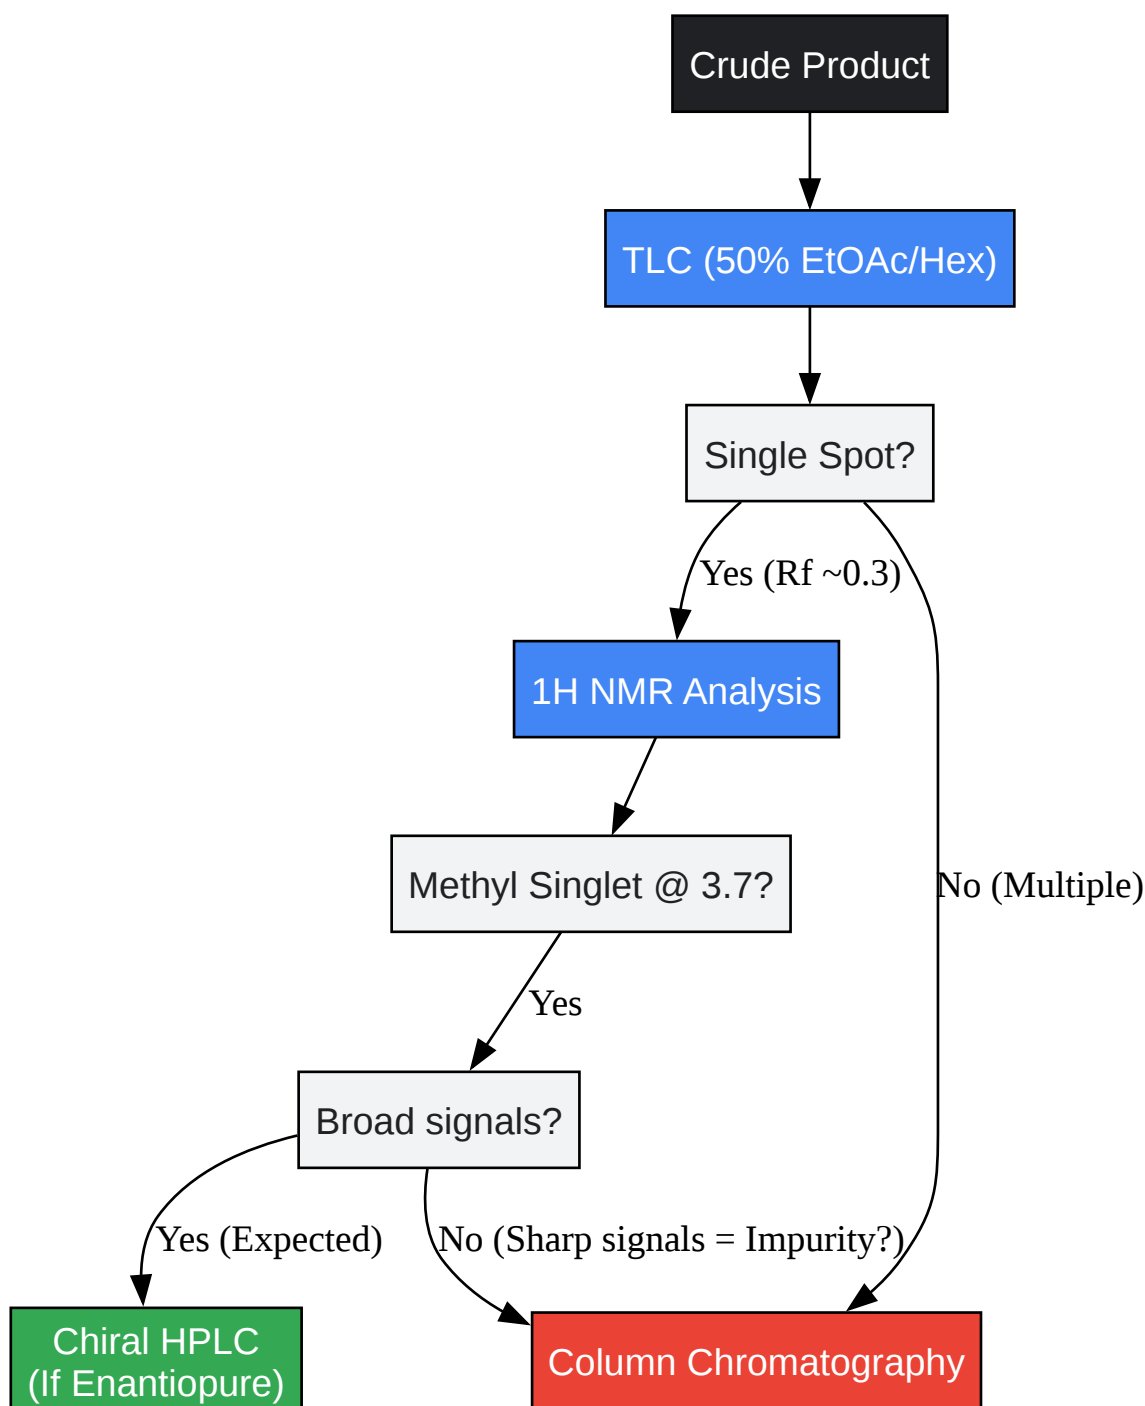 Crude Product
TLC (50% EtOAc/Hex)
Single Spot?
Yes (Rf ~0.3)
1H NMR Analysis
Methyl Singlet @ 3.7?
No (Multiple)
Yes
Broad signals?
Yes (Expected)
No (Sharp signals = Impurity?)
Chiral HPLC
(If Enantiopure)
Column Chromatography